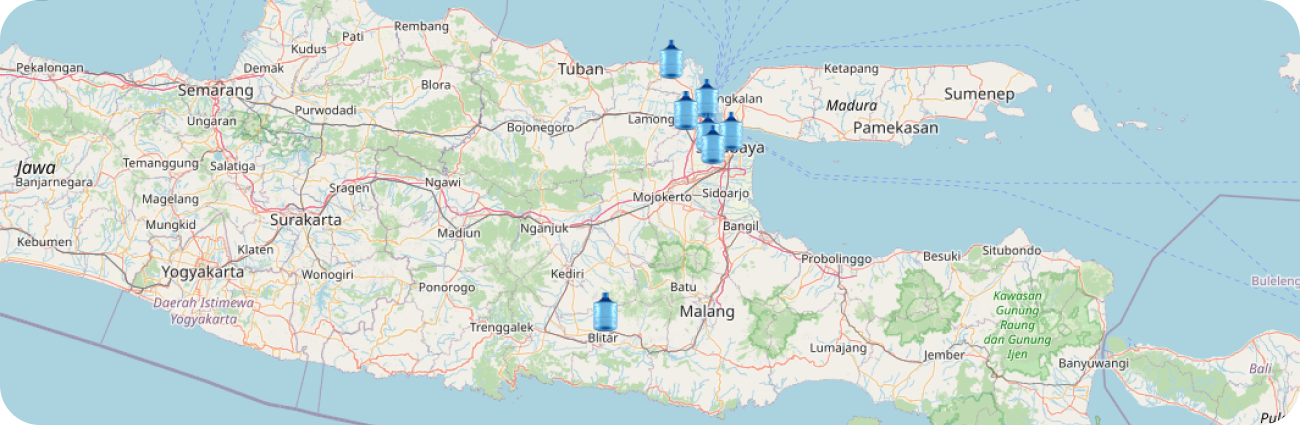 Rembang
Pati
Kudus
Pekalongan
Demak
Tuban
Ketapang
Semarang
Blora
Sumenep
ngkalan
Madura
Purwodadi
Ungaran
Bojonegoro
Lamong
Pamekasan
baya
Jawa
Temanggung
Salatiga
Banjarnegara
Sragen
Ngawi
Magelang
Mojokerto
Sidoarjo
Surakarta
Mungkid
Madiun
Nganjuk
Bangil
Kebumen
Klaten
Situbondo
Probolinggo
Besuki
Yogyakarta
Wonogiri
Kediri
Ponorogo
Batu
Buleleng
Daerah Istimewa
Yogyakarta
Kawasan
Gunung
Raung
dan Gunung
Ijen
Malang
Trenggalek
Blitar
Lumajang
Jember
Banyuwangi
Bali
Pul